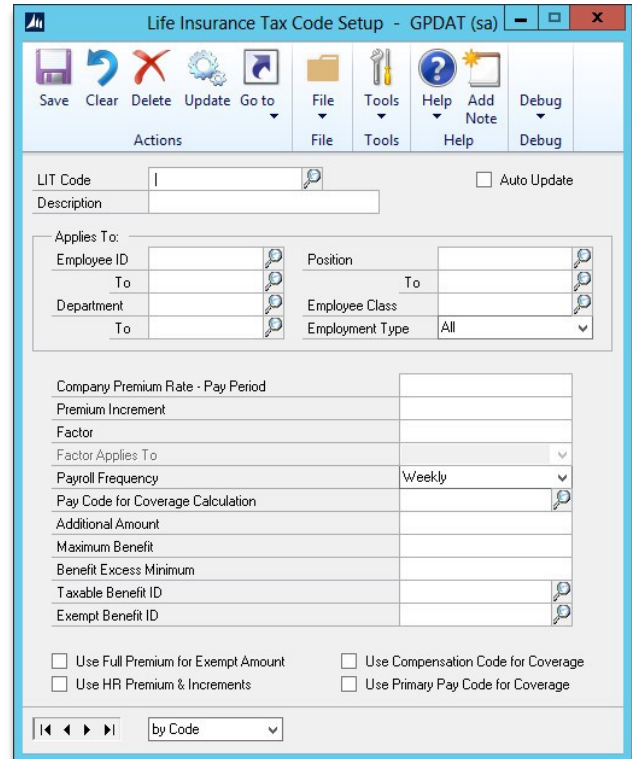 Life Insurance Tax Code Setup - GPDAT (sa)
Save Clear Delete Update Go to File Tools Help Add Note Debug
Actions File Tools Help Debug
LIT Code Auto Update
Description
Applies To:
Employee ID Position
To To
Department Employee Class
To Employment Type All
Company Premium Rate - Pay Period
Premium Increment
Factor
Factor Applies To
Payroll Frequency Weekly
Pay Code for Coverage Calculation
Additional Amount
Maximum Benefit
Benefit Excess Minimum
Taxable Benefit ID
Exempt Benefit ID
Use Full Premium for Exempt Amount Use Compensation Code for Coverage
Use HR Premium & Increments Use Primary Pay Code for Coverage
by Code